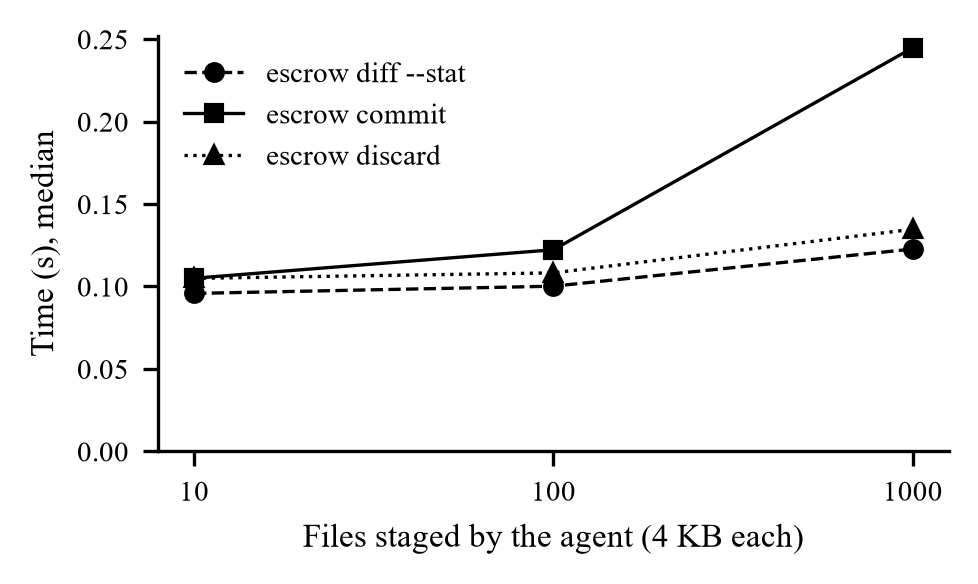 0.25
0.20
0.15
0.10
0.05
0.00
Time (s), median
escrow diff --stat
escrow commit
escrow discard
10
100
1000
Files staged by the agent (4 KB each)